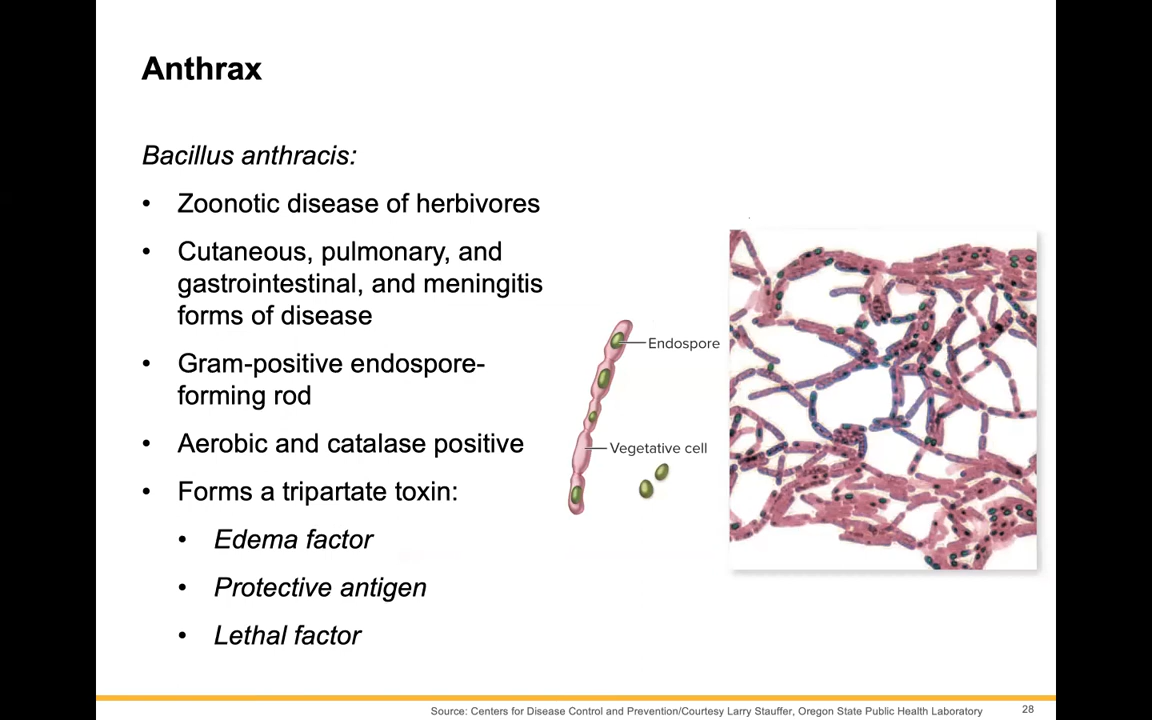 Anthrax
Bacillus anthracis:
• Zoonotic disease of herbivores
• Cutaneous, pulmonary, and
gastrointestinal, and meningitis
forms of disease
• Gram-positive endospore-
forming rod
• Aerobic and catalase positive
• Forms a tripartate toxin:
• Edema factor
• Protective antigen
• Lethal factor
Endospore
Vegetative cell
Source: Centers for Disease Control and Prevention/Courtesy Larry Stauffer, Oregon State Public Health Laboratory
28